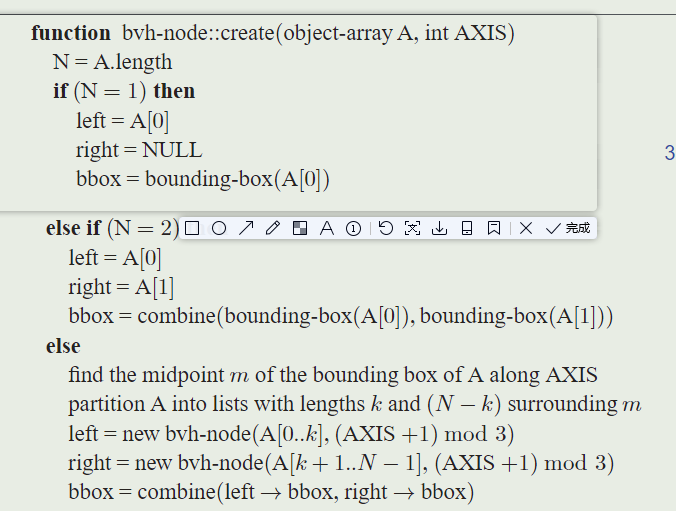 function bvh-node::create(object-array A, int AXIS)
N = A.length
if (N = 1) then
left = A[0]
right = NULL
bbox = bounding-box(A[0])
3
else if (N = 2)
A 1 文 完成
left = A[0]
right = A[1]
bbox = combine(bounding-box(A[0]), bounding-box(A[1]))
else
find the midpoint m of the bounding box of A along AXIS
partition A into lists with lengths k and (N − k) surrounding m
left = new bvh-node(A[0..k], (AXIS +1) mod 3)
right = new bvh-node(A[k + 1..N − 1], (AXIS +1) mod 3)
bbox = combine(left → bbox, right → bbox)